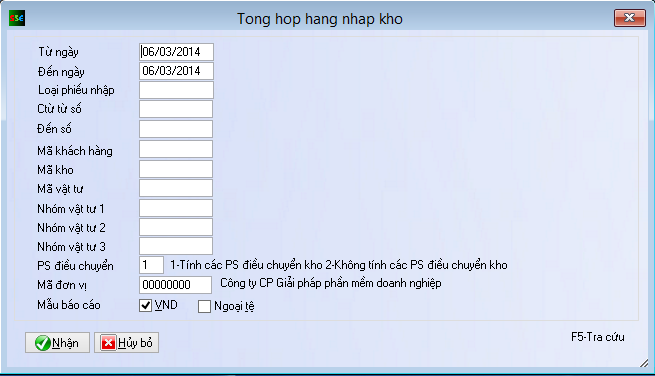 Tong hop hang nhap kho
Từ ngày 06/03/2014
Đến ngày 06/03/2014
Loại phiếu nhập
Ctừ từ số
Đến số
Mã khách hàng
Mã kho
Mã vật tư
Nhóm vật tư 1
Nhóm vật tư 2
Nhóm vật tư 3
PS điều chuyển 1 1-Tính các PS điều chuyển kho 2-Không tính các PS điều chuyển kho
Mã đơn vị 00000000 Công ty CP Giải pháp phần mềm doanh nghiệp
Mẫu báo cáo VND Ngoại tệ
Nhận Hủy bỏ F5-Tra cứu